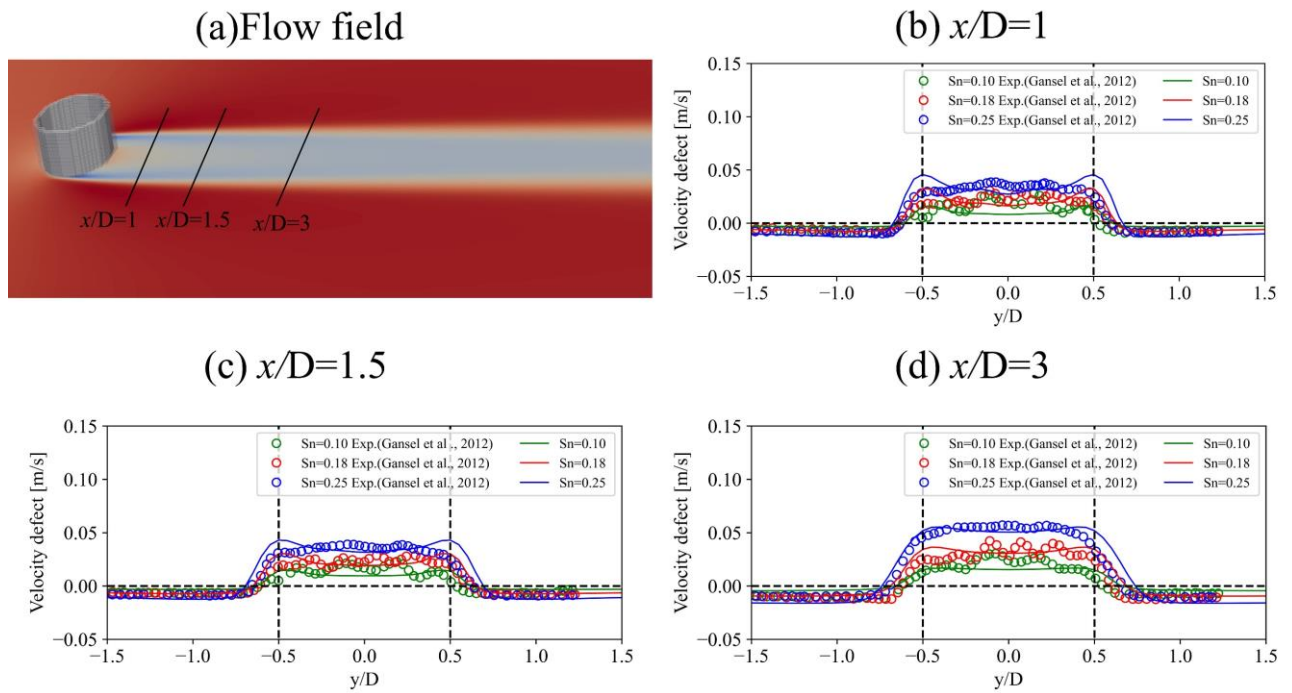 (a)Flow field
x/D=1
x/D=1.5
x/D=3
(b) x/D=1
0.15
0.10
0.05
0.00
−0.05
Velocity defect [m/s]
Sn=0.10 Exp.(Gansel et al., 2012)
Sn=0.18 Exp.(Gansel et al., 2012)
Sn=0.25 Exp.(Gansel et al., 2012)
Sn=0.10
Sn=0.18
Sn=0.25
−1.5 −1.0 −0.5 0.0 0.5 1.0 1.5
y/D
(c) x/D=1.5
0.15
0.10
0.05
0.00
−0.05
Velocity defect [m/s]
Sn=0.10 Exp.(Gansel et al., 2012)
Sn=0.18 Exp.(Gansel et al., 2012)
Sn=0.25 Exp.(Gansel et al., 2012)
Sn=0.10
Sn=0.18
Sn=0.25
−1.5 −1.0 −0.5 0.0 0.5 1.0 1.5
y/D
(d) x/D=3
0.15
0.10
0.05
0.00
−0.05
Velocity defect [m/s]
Sn=0.10 Exp.(Gansel et al., 2012)
Sn=0.18 Exp.(Gansel et al., 2012)
Sn=0.25 Exp.(Gansel et al., 2012)
Sn=0.10
Sn=0.18
Sn=0.25
−1.5 −1.0 −0.5 0.0 0.5 1.0 1.5
y/D